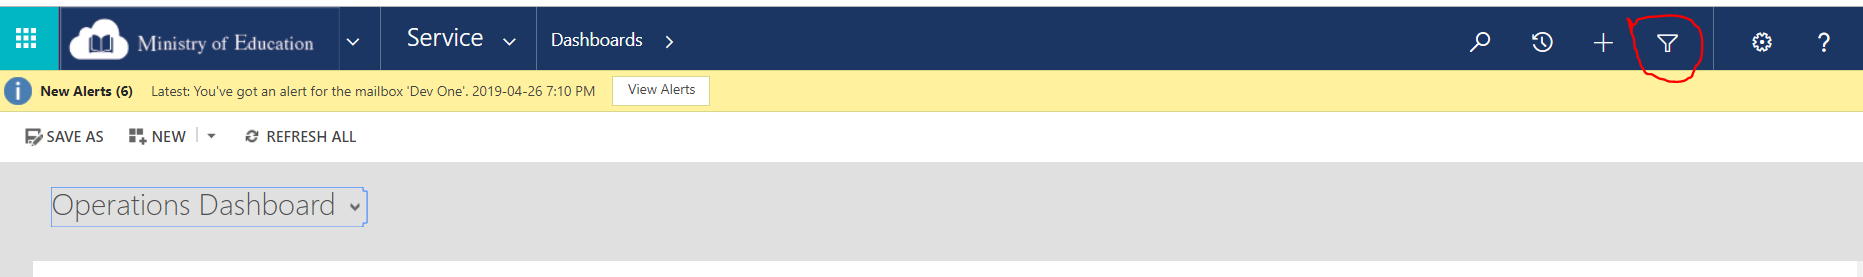 Ministry of Education Service Dashboards ?
New Alerts (6) Latest: You've got an alert for the mailbox 'Dev One'. 2019-04-26 7:10 PM View Alerts
SAVE AS NEW REFRESH ALL
Operations Dashboard